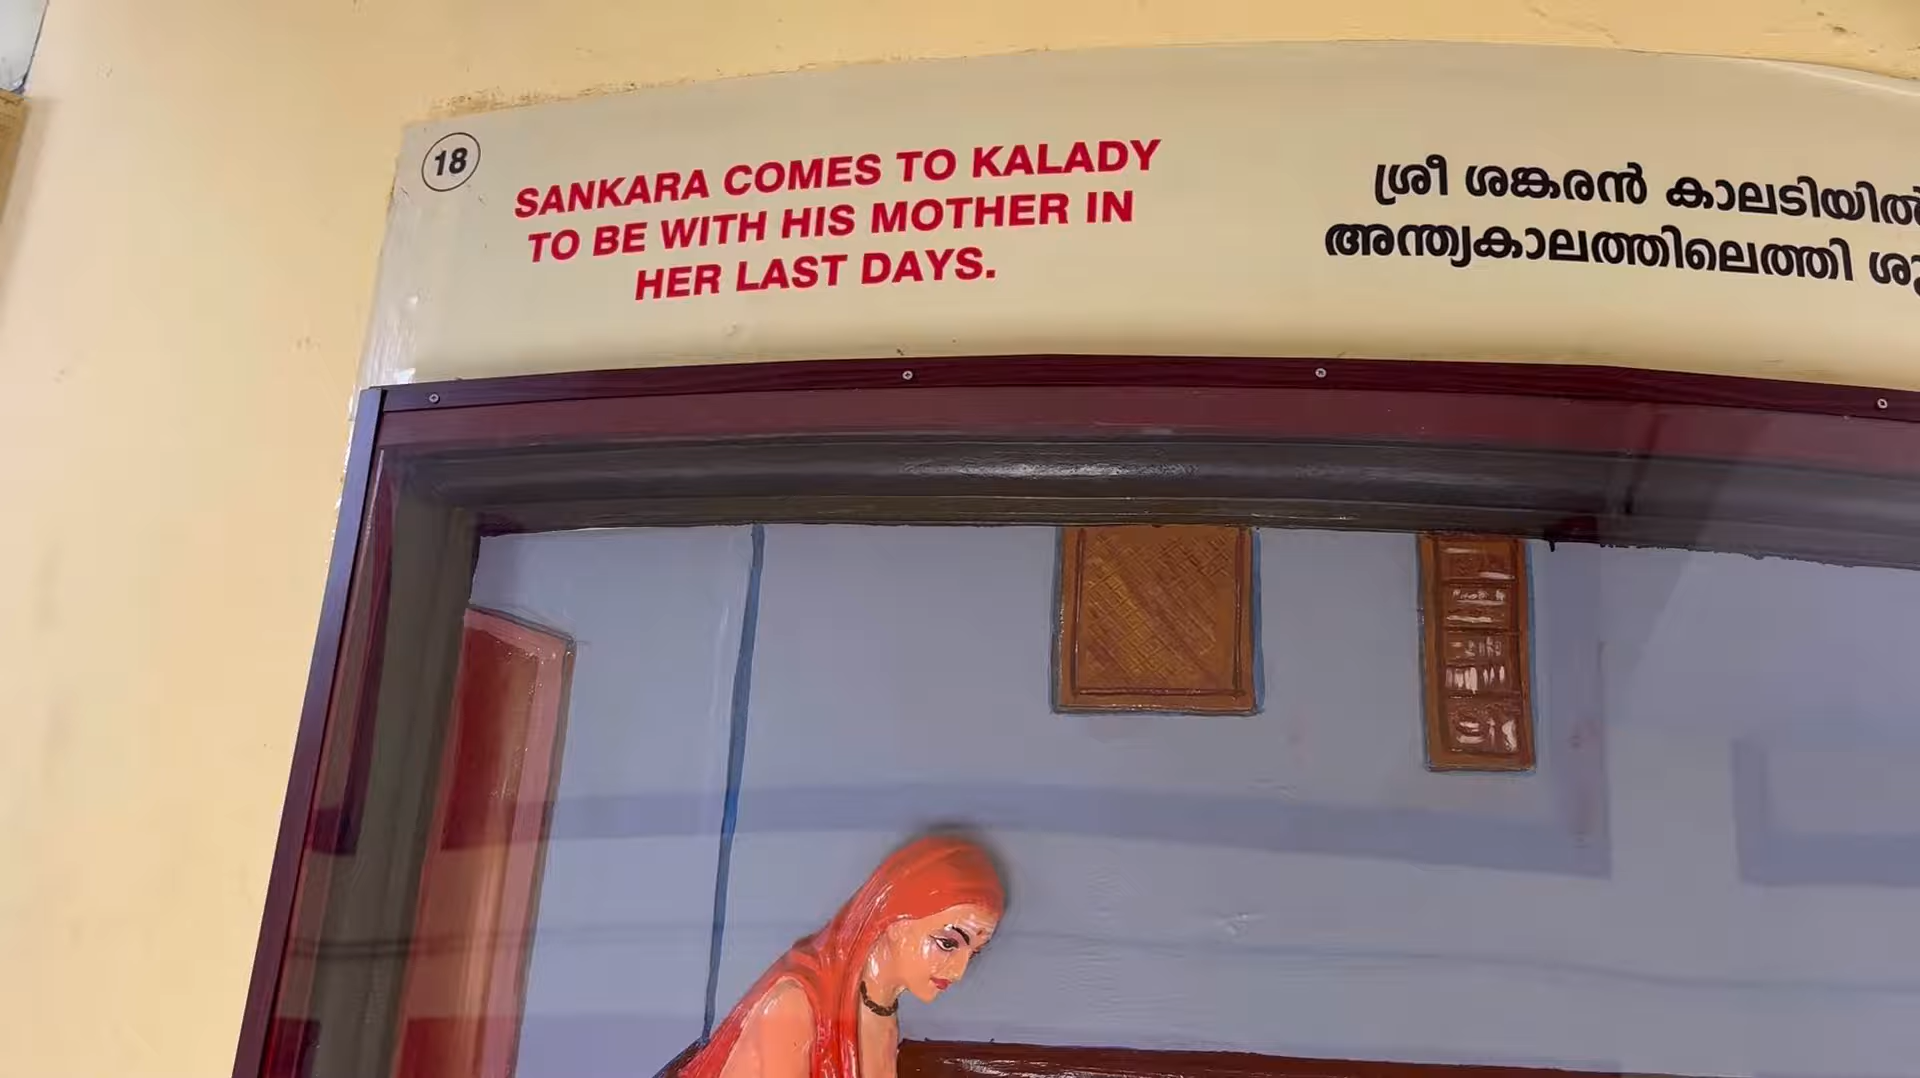 18
SANKARA COMES TO KALADY
TO BE WITH HIS MOTHER IN
HER LAST DAYS.
ശ്രീ ശങ്കരൻ കാലടിയിൽ
അന്ത്യകാലത്തിലെത്തി